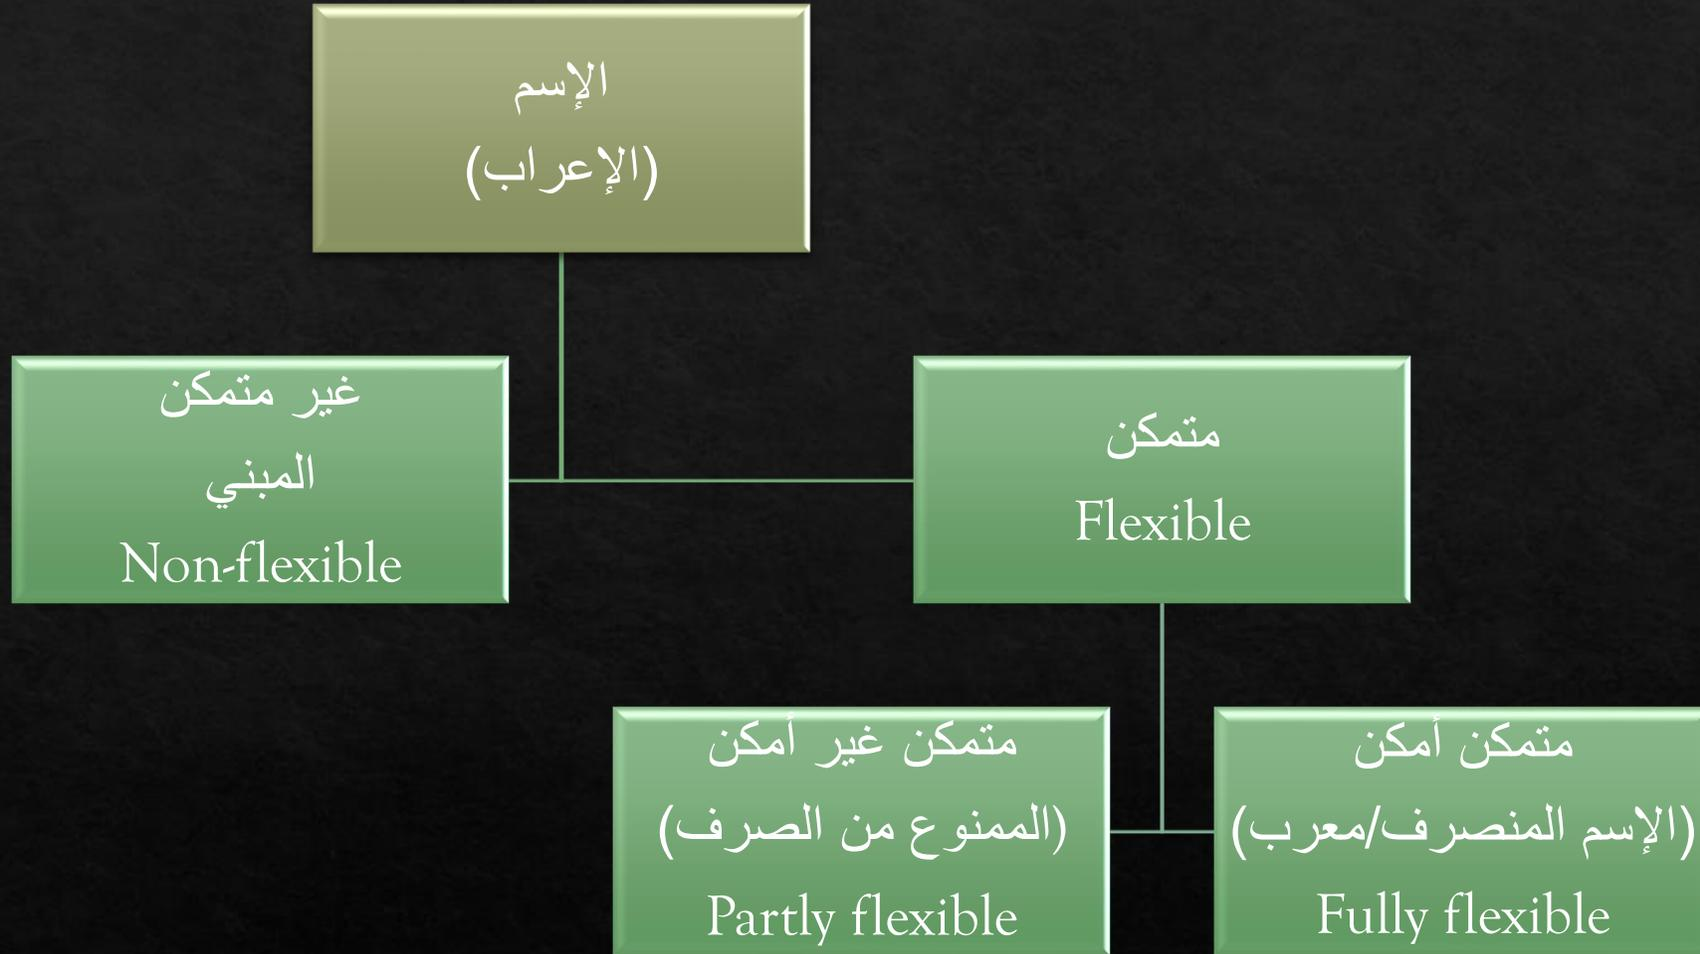 الإسم
(الإعراب)
متمكن
Flexible
غير متمكن
المبني
Non-flexible
متمكن أمكن
(الإسم المنصرف/معرب)
Fully flexible
متمكن غير أمكن
(الممنوع من الصرف)
Partly flexible